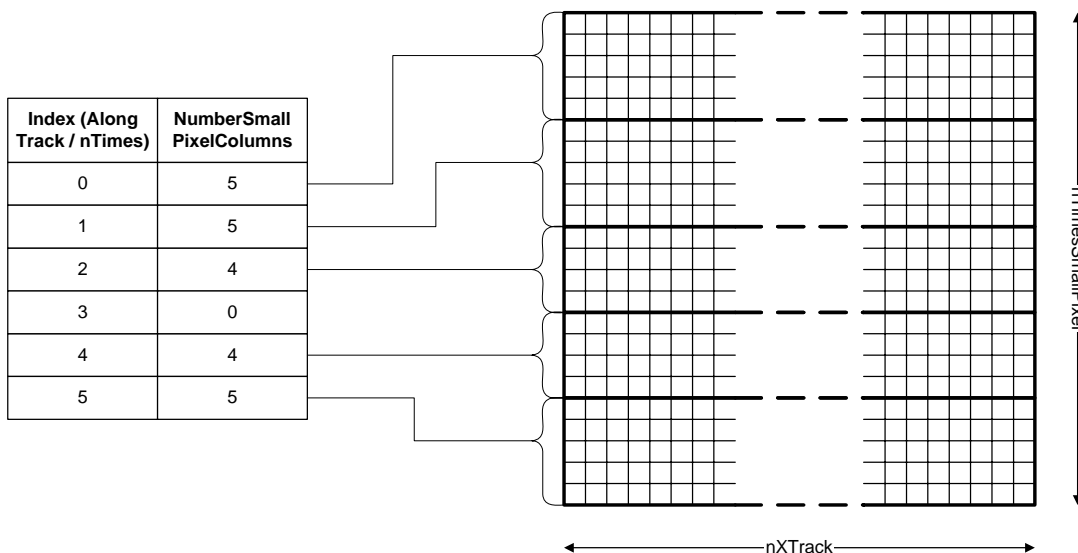 Index (Along
Track / nTimes)
NumberSmall
PixelColumns
0 5
1 5
2 4
3 0
4 4
5 5
nTimesSmallPixel
nXTrack